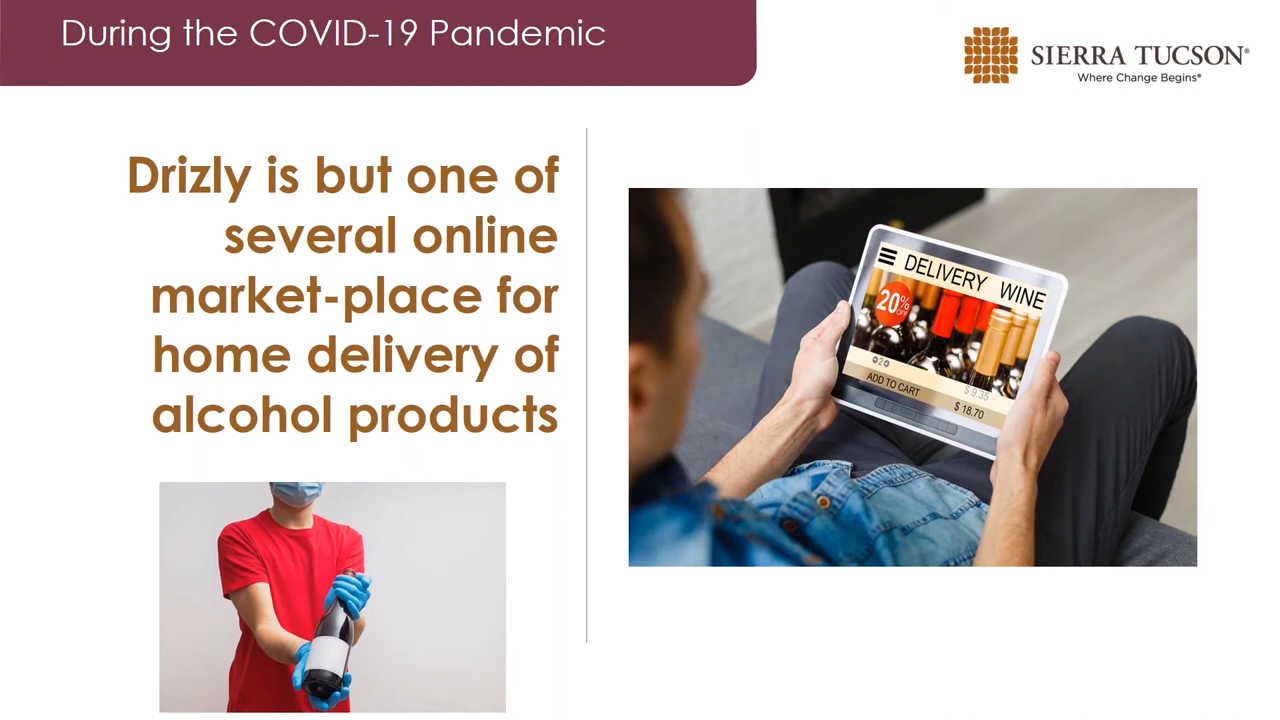 During the COVID-19 Pandemic
SIERRA TUCSON®
Where Change Begins®
Drizly is but one of
several online
market-place for
home delivery of
alcohol products
DELIVERY WINE
20%
OFF
2
ADD TO CART
$ 9.35
$ 18.70